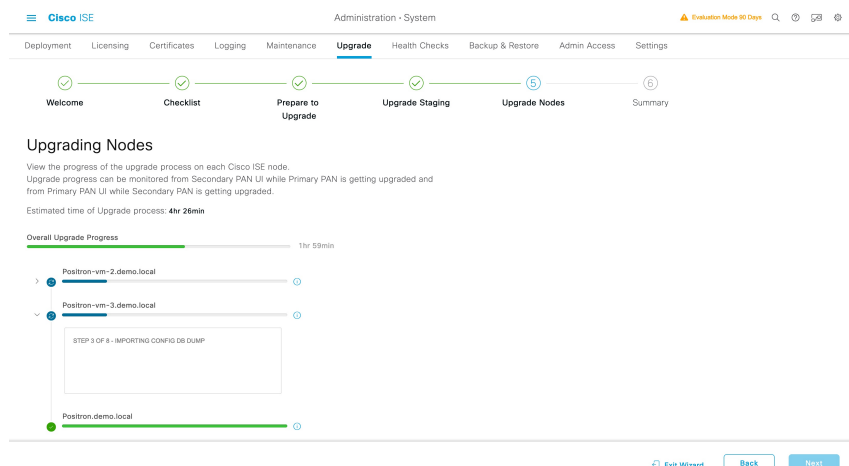 Cisco ISE
Administration · System
Evaluation Mode 90 Days
Deployment Licensing Certificates Logging Maintenance Upgrade Health Checks Backup & Restore Admin Access Settings
5 6
Welcome Checklist Prepare to Upgrade Staging Upgrade Nodes Summary
Upgrade
Upgrading Nodes
View the progress of the upgrade process on each Cisco ISE node.
Upgrade progress can be monitored from Secondary PAN UI while Primary PAN is getting upgraded and
from Primary PAN UI while Secondary PAN is getting upgraded.
Estimated time of Upgrade process: 4hr 26min
Overall Upgrade Progress
1hr 59min
Positron-vm-2.demo.local
Positron-vm-3.demo.local
STEP 3 OF 8 - IMPORTING CONFIG DB DUMP
Positron.demo.local
Exit Wizard Back Next